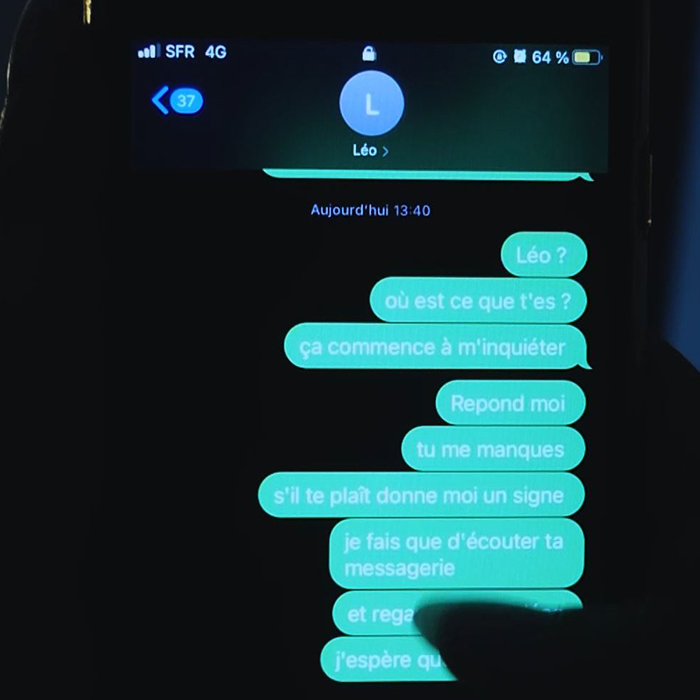 SFR 4G 64 %
37
L
Léo >
Aujourd'hui 13:40
Léo ?
où est ce que t'es ?
ça commence à m'inquiéter
Repond moi
tu me manques
s'il te plaît donne moi un signe
je fais que d'écouter ta
messagerie
et
j'espère